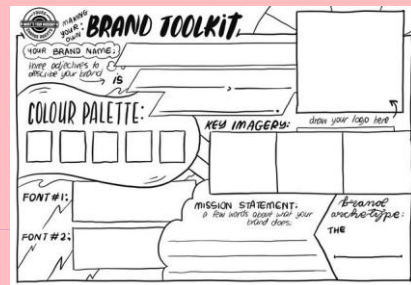 MAKING
YOUR
OWN
BRAND TOOLKIT
YOUR BRAND NAME:
three adjectives to
describe your brand
IS
,
COLOUR PALETTE:
draw your logo here
KEY IMAGERY:
FONT #1:
FONT #2:
MISSION STATEMENT:
a few words about what your
brand does:
brand
archetype:
THE